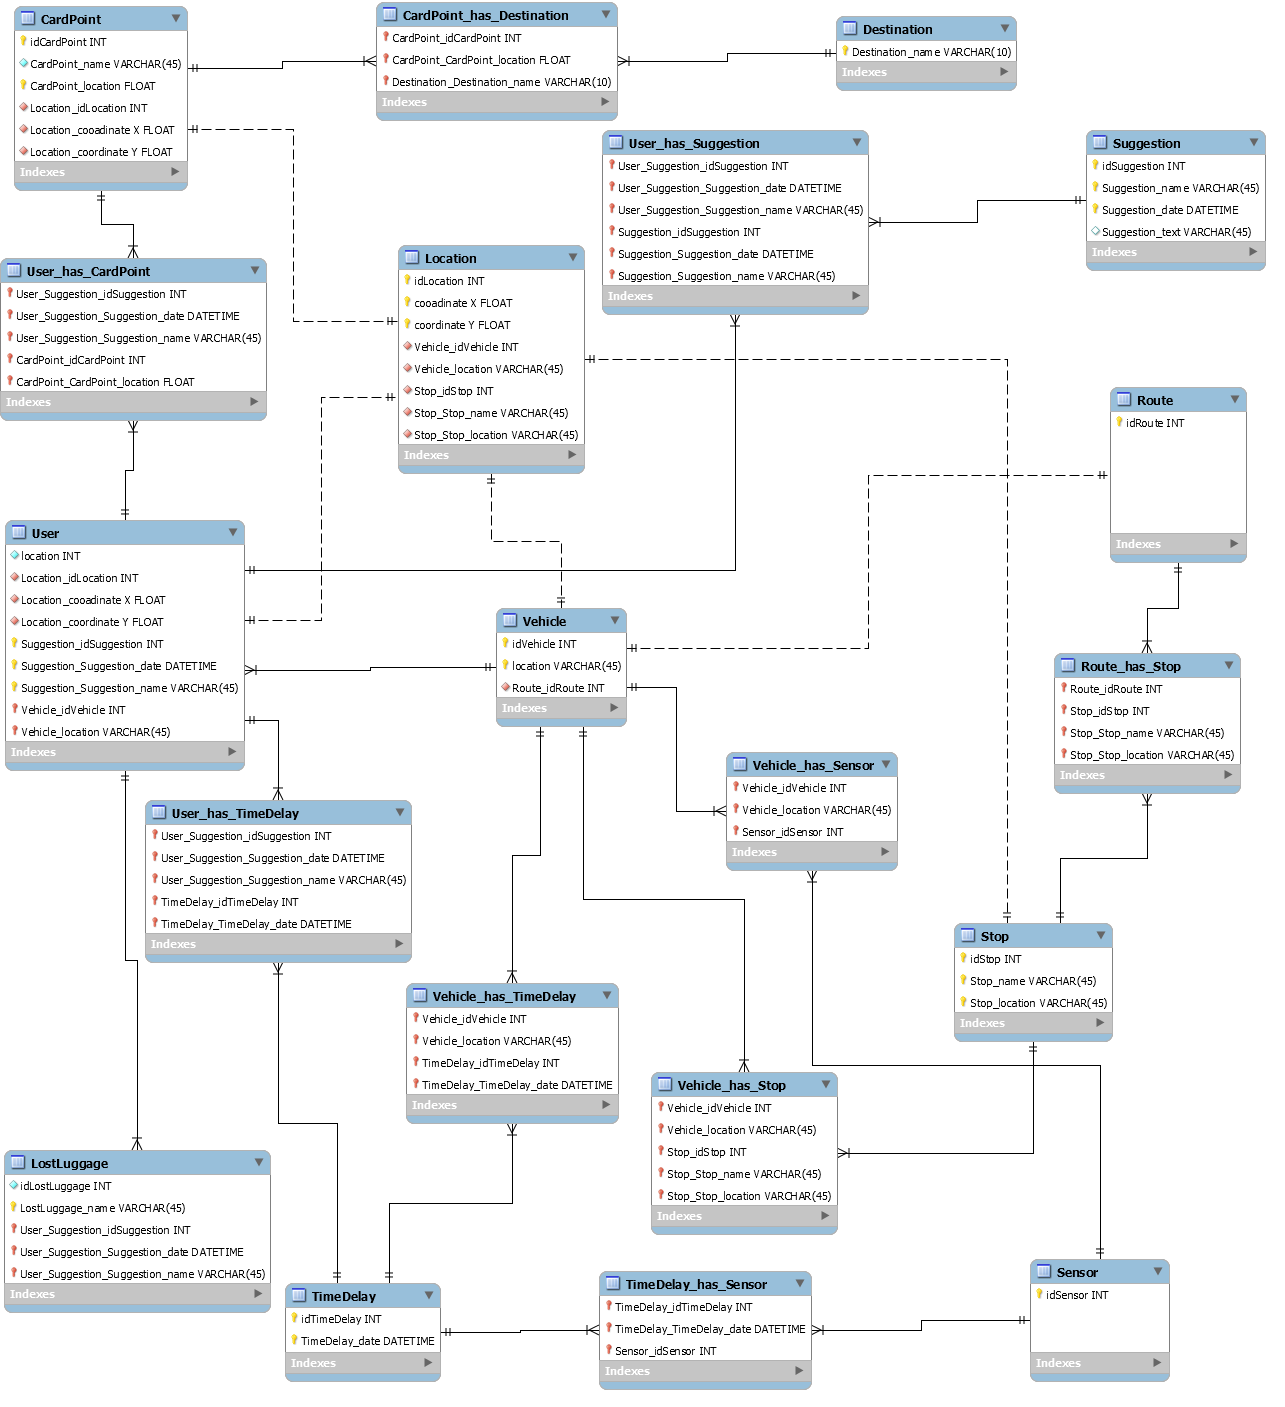 CardPoint
idCardPoint INT
CardPoint_name VARCHAR(45)
CardPoint_location FLOAT
Location_idLocation INT
Location_cooadinate X FLOAT
Location_coordinate Y FLOAT
Indexes
CardPoint_has_Destination
CardPoint_idCardPoint INT
CardPoint_CardPoint_location FLOAT
Destination_Destination_name VARCHAR(10)
Indexes
Destination
Destination_name VARCHAR(10)
Indexes
User_has_Suggestion
User_Suggestion_idSuggestion INT
User_Suggestion_Suggestion_date DATETIME
User_Suggestion_Suggestion_name VARCHAR(45)
Suggestion_idSuggestion INT
Suggestion_Suggestion_date DATETIME
Suggestion_Suggestion_name VARCHAR(45)
Indexes
Suggestion
idSuggestion INT
Suggestion_name VARCHAR(45)
Suggestion_date DATETIME
Suggestion_text VARCHAR(45)
Indexes
User_has_CardPoint
User_Suggestion_idSuggestion INT
User_Suggestion_Suggestion_date DATETIME
User_Suggestion_Suggestion_name VARCHAR(45)
CardPoint_idCardPoint INT
CardPoint_CardPoint_location FLOAT
Indexes
Location
idLocation INT
cooadinate X FLOAT
coordinate Y FLOAT
Vehicle_idVehicle INT
Vehicle_location VARCHAR(45)
Stop_idStop INT
Stop_Stop_name VARCHAR(45)
Stop_Stop_location VARCHAR(45)
Indexes
Route
idRoute INT
Indexes
User
location INT
Location_idLocation INT
Location_cooadinate X FLOAT
Location_coordinate Y FLOAT
Suggestion_idSuggestion INT
Suggestion_Suggestion_date DATETIME
Suggestion_Suggestion_name VARCHAR(45)
Vehicle_idVehicle INT
Vehicle_location VARCHAR(45)
Indexes
Vehicle
idVehicle INT
location VARCHAR(45)
Route_idRoute INT
Indexes
Route_has_Stop
Route_idRoute INT
Stop_idStop INT
Stop_Stop_name VARCHAR(45)
Stop_Stop_location VARCHAR(45)
Indexes
Vehicle_has_Sensor
Vehicle_idVehicle INT
Vehicle_location VARCHAR(45)
Sensor_idSensor INT
Indexes
User_has_TimeDelay
User_Suggestion_idSuggestion INT
User_Suggestion_Suggestion_date DATETIME
User_Suggestion_Suggestion_name VARCHAR(45)
TimeDelay_idTimeDelay INT
TimeDelay_TimeDelay_date DATETIME
Indexes
Stop
idStop INT
Stop_name VARCHAR(45)
Stop_location VARCHAR(45)
Indexes
Vehicle_has_TimeDelay
Vehicle_idVehicle INT
Vehicle_location VARCHAR(45)
TimeDelay_idTimeDelay INT
TimeDelay_TimeDelay_date DATETIME
Indexes
Vehicle_has_Stop
Vehicle_idVehicle INT
Vehicle_location VARCHAR(45)
Stop_idStop INT
Stop_Stop_name VARCHAR(45)
Stop_Stop_location VARCHAR(45)
Indexes
LostLuggage
idLostLuggage INT
LostLuggage_name VARCHAR(45)
User_Suggestion_idSuggestion INT
User_Suggestion_Suggestion_date DATETIME
User_Suggestion_Suggestion_name VARCHAR(45)
Indexes
TimeDelay
idTimeDelay INT
TimeDelay_date DATETIME
Indexes
TimeDelay_has_Sensor
TimeDelay_idTimeDelay INT
TimeDelay_TimeDelay_date DATETIME
Sensor_idSensor INT
Indexes
Sensor
idSensor INT
Indexes